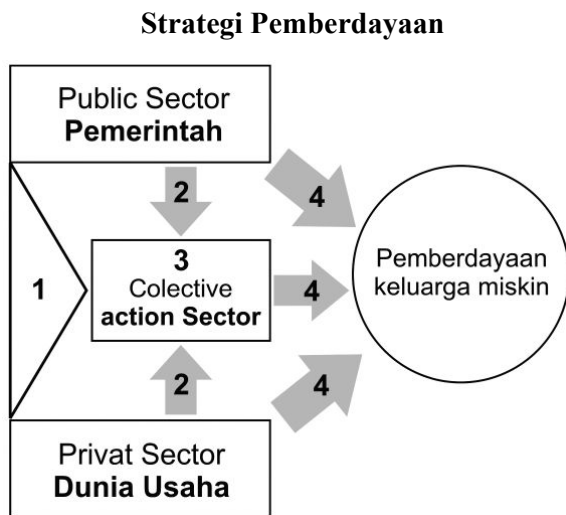 Strategi Pemberdayaan
Public Sector
Pemerintah
2
4
1
3
Colective
action Sector
4
Pemberdayaan
keluarga miskin
2
4
Privat Sector
Dunia Usaha